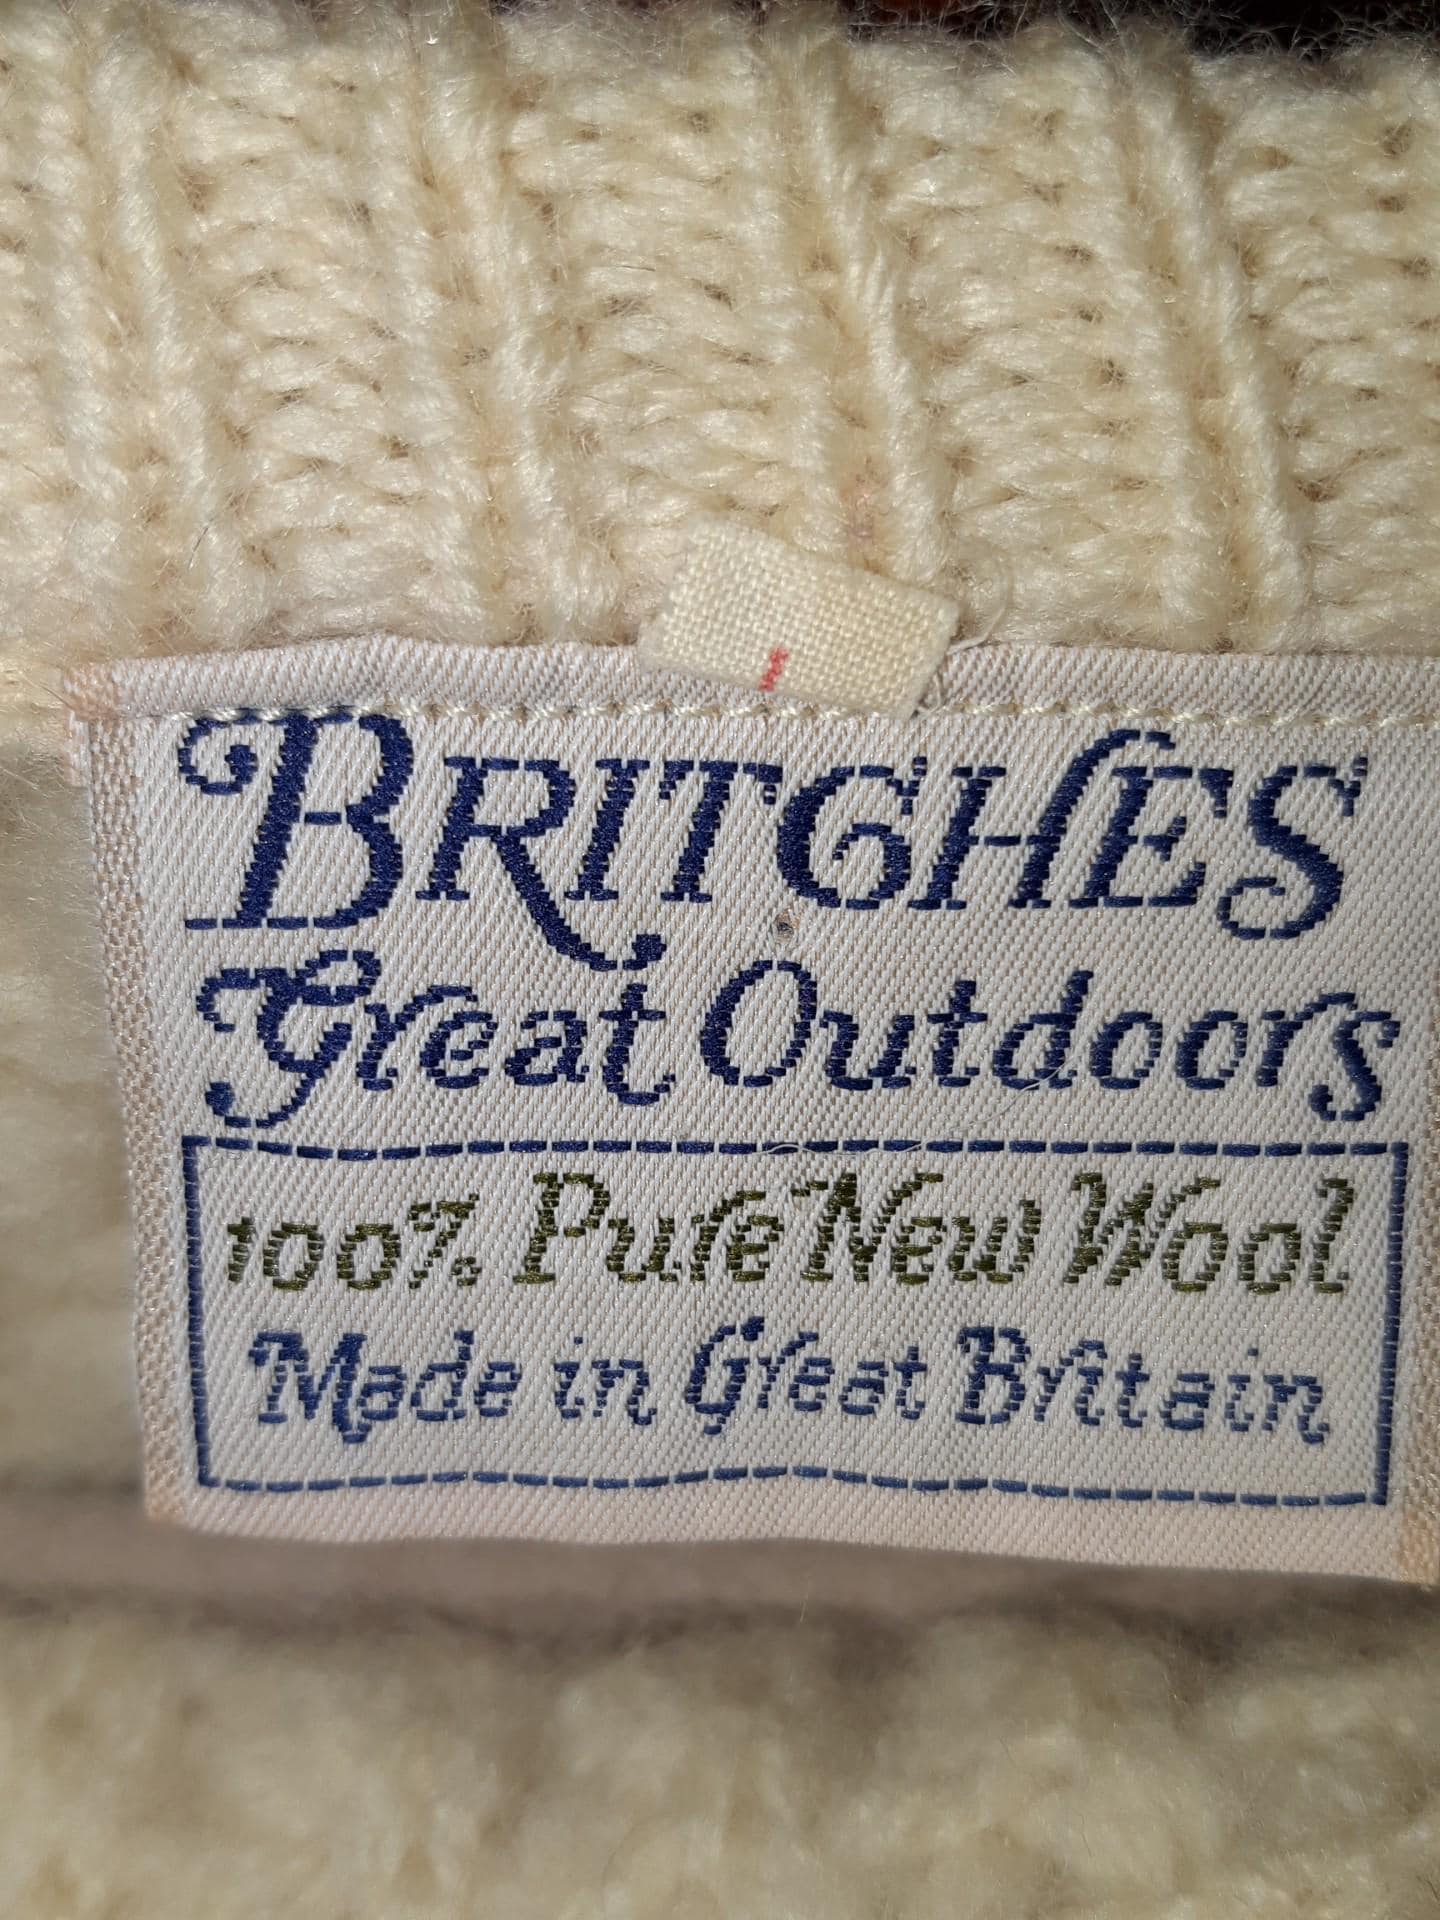 BRITCHES
Great Outdoors
100% Pure New Wool
Made in Great Britain